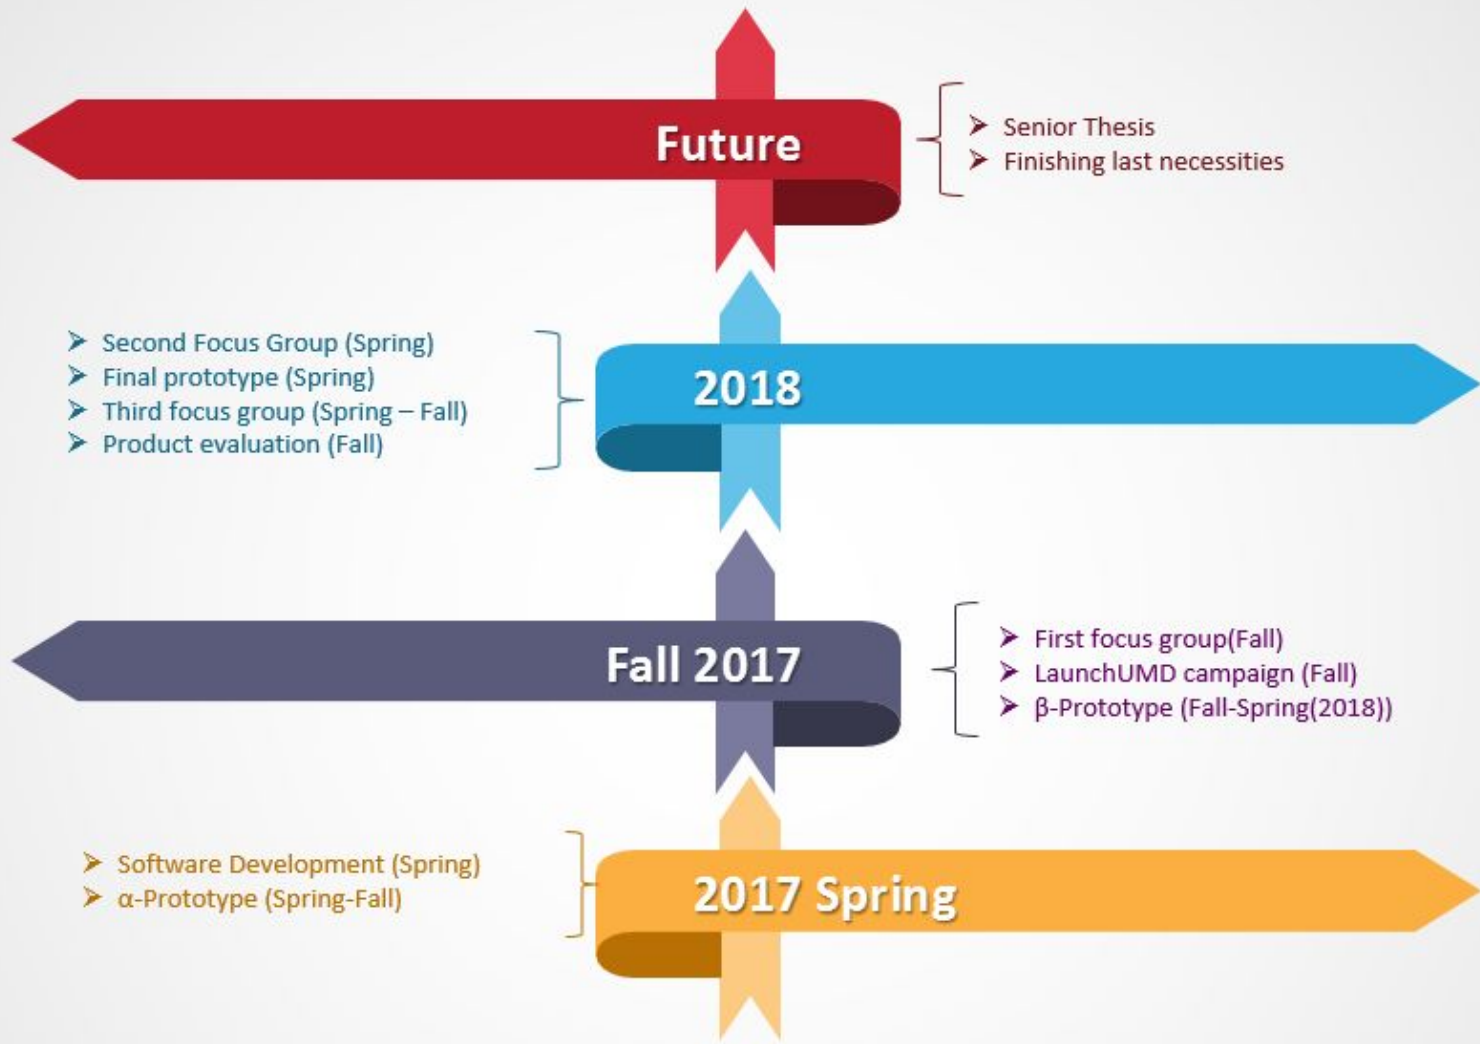 Future
➢ Senior Thesis
➢ Finishing last necessities
➢ Second Focus Group (Spring)
➢ Final prototype (Spring)
➢ Third focus group (Spring – Fall)
➢ Product evaluation (Fall)
2018
Fall 2017
➢ First focus group(Fall)
➢ LaunchUMD campaign (Fall)
➢ β-Prototype (Fall-Spring(2018))
➢ Software Development (Spring)
➢ α-Prototype (Spring-Fall)
2017 Spring